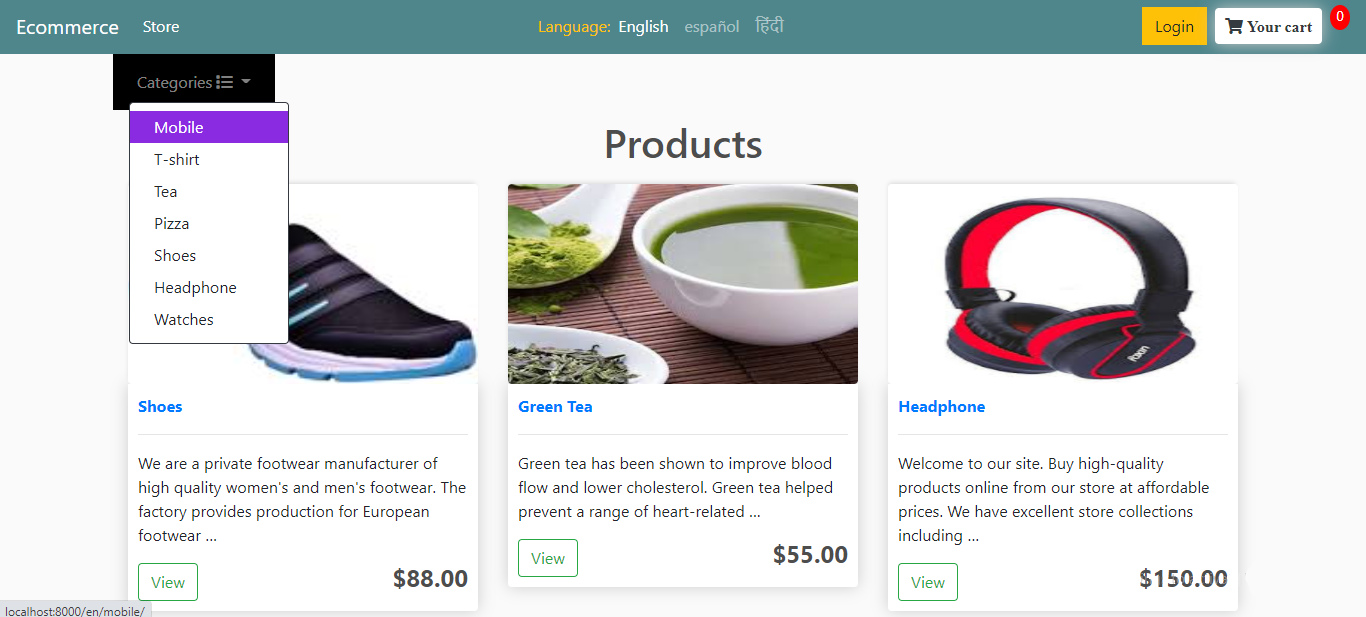 Ecommerce Store Language: English español हिंदी Login Your cart 0
Categories
Mobile
T-shirt
Tea
Pizza
Shoes
Headphone
Watches
Products
Shoes
We are a private footwear manufacturer of
high quality women's and men's footwear. The
factory provides production for European
footwear ...
View $88.00
Green Tea
Green tea has been shown to improve blood
flow and lower cholesterol. Green tea helped
prevent a range of heart-related ...
View $55.00
Headphone
Welcome to our site. Buy high-quality
products online from our store at affordable
prices. We have excellent store collections
including ...
View $150.00
localhost:8000/en/mobile/